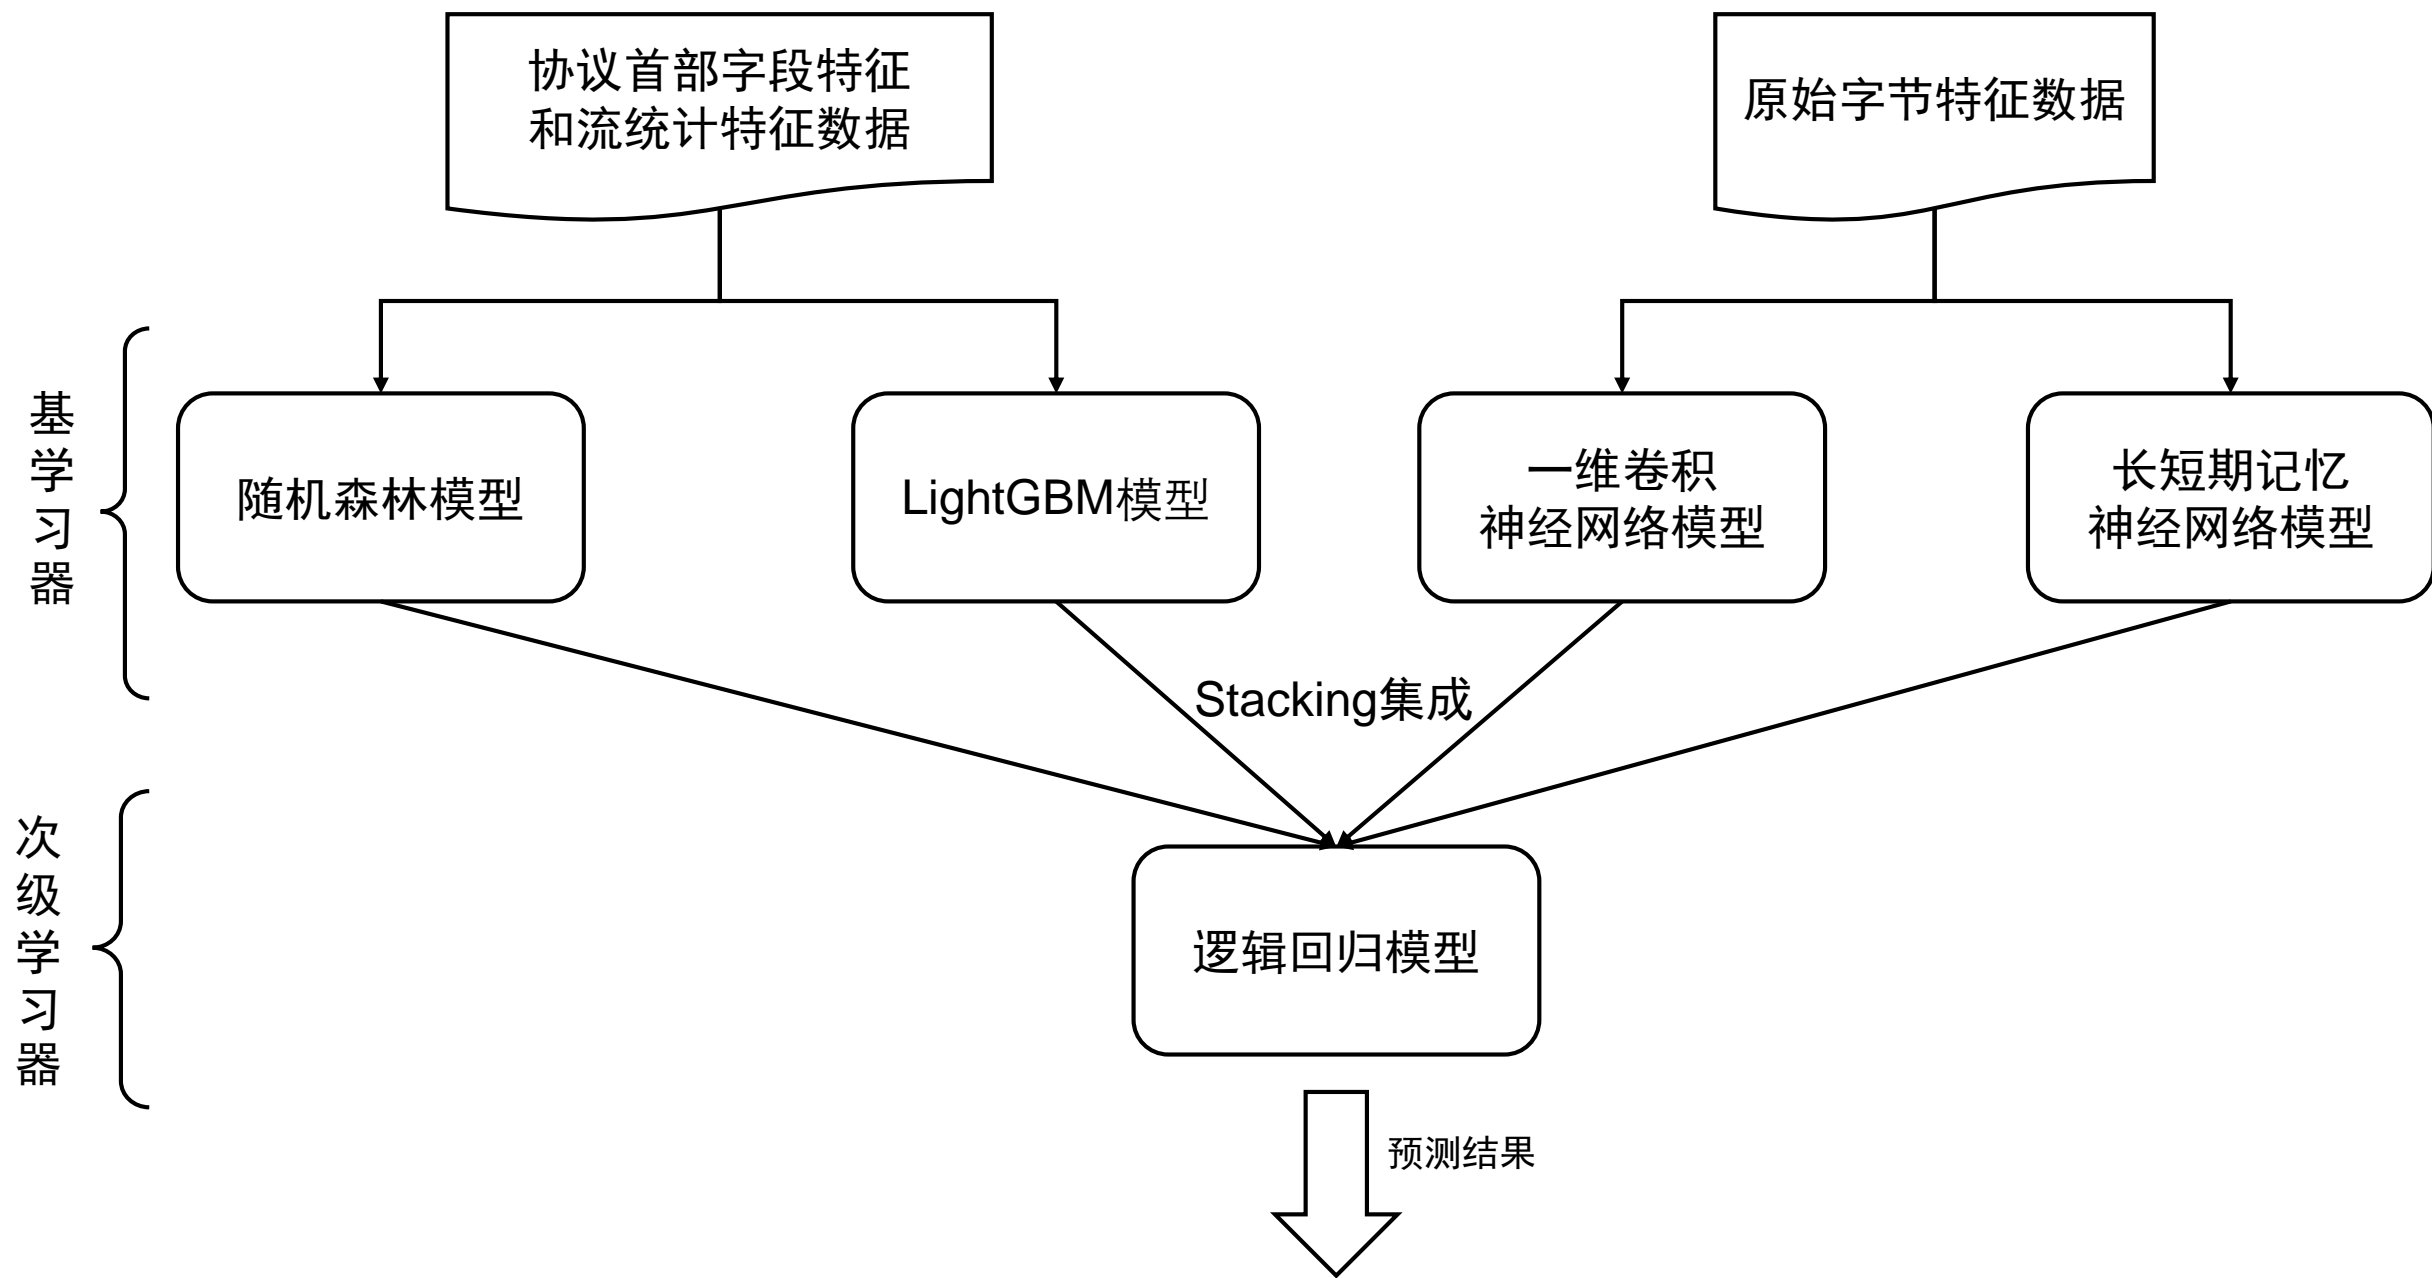 协议首部字段特征
和流统计特征数据
原始字节特征数据
基学习器
随机森林模型
LightGBM模型
一维卷积
神经网络模型
长短期记忆
神经网络模型
Stacking集成
次级学习器
逻辑回归模型
预测结果